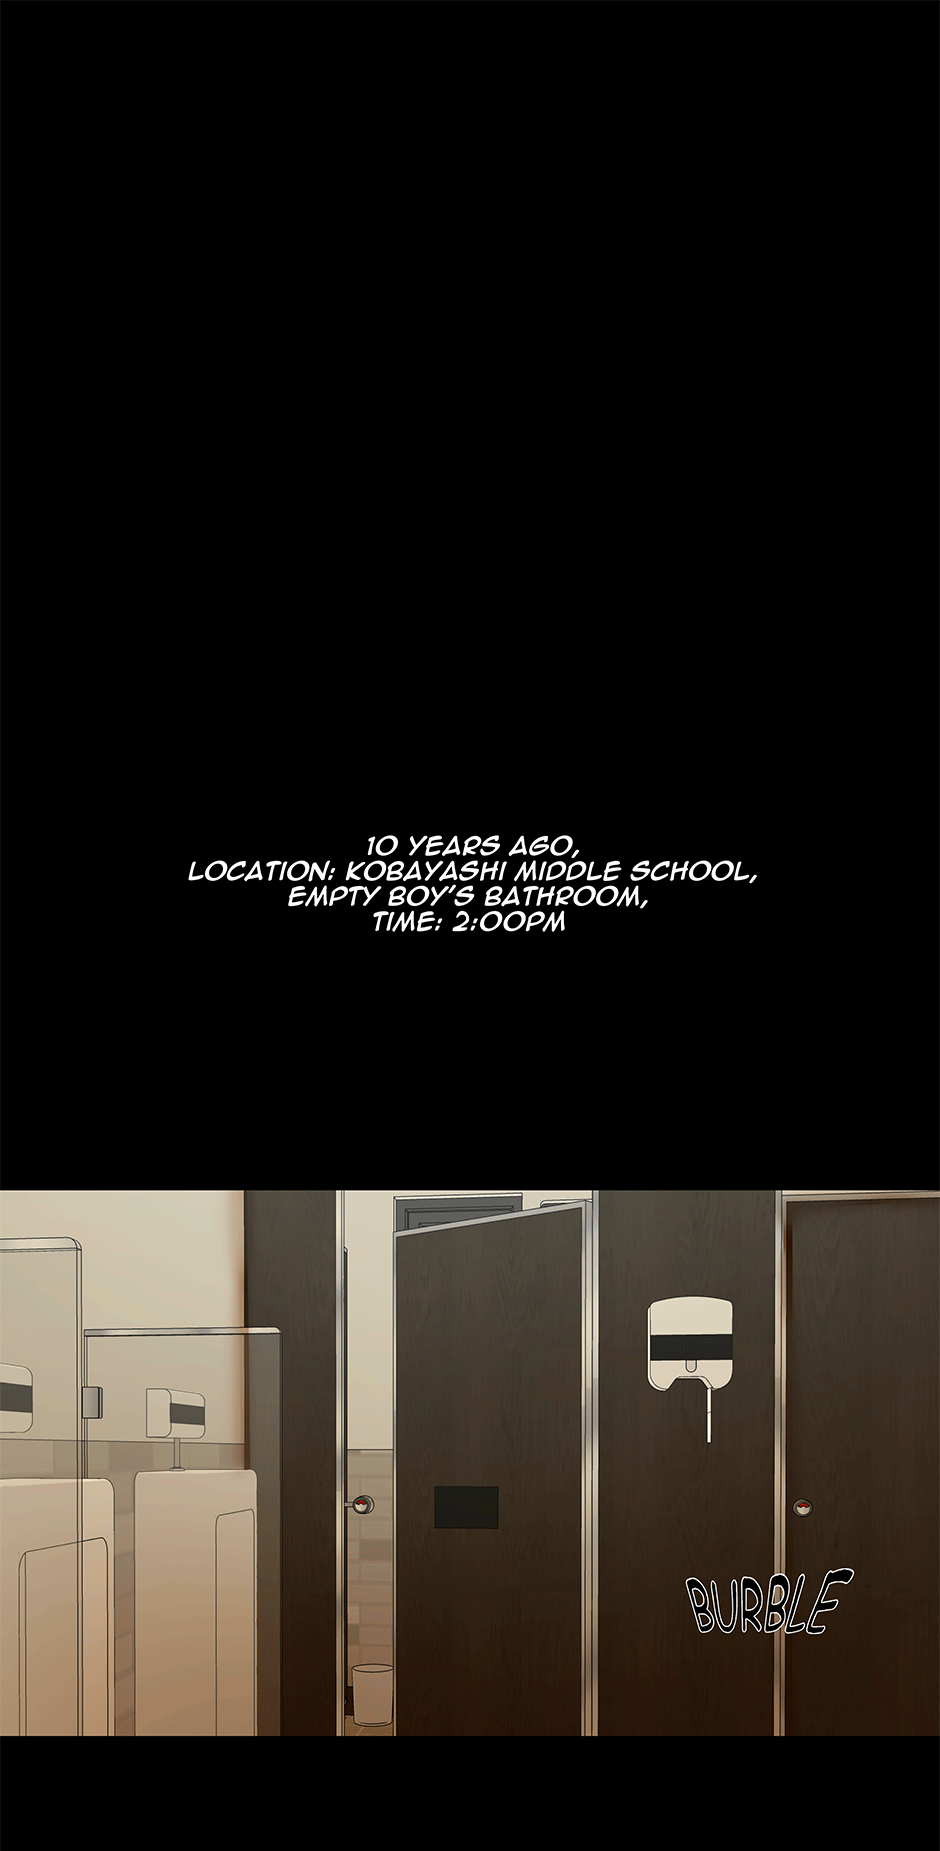 10 YEARS AGO,
LOCATION: KOBAYASHI MIDDLE SCHOOL,
EMPTY BOY'S BATHROOM,
TIME: 2:00PM
BURBLE